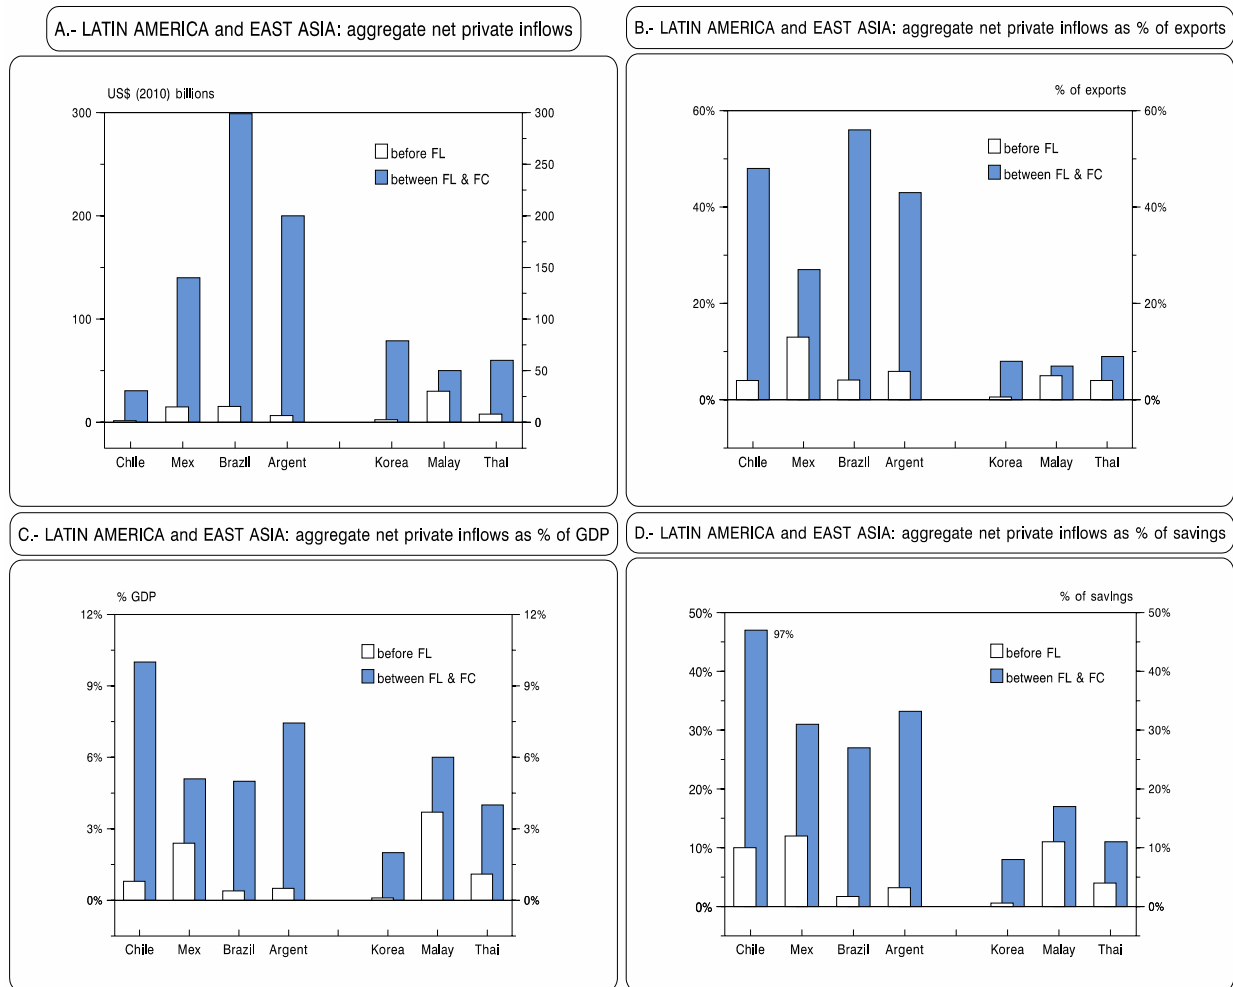 A.- LATIN AMERICA and EAST ASIA: aggregate net private inflows
US$ (2010) billions
300
200
100
0
300
250
200
150
100
50
0
before FL
between FL & FC
Chile Mex Brazil Argent Korea Malay Thai
B.- LATIN AMERICA and EAST ASIA: aggregate net private inflows as % of exports
% of exports
60%
40%
20%
0%
60%
40%
20%
0%
before FL
between FL & FC
Chile Mex Brazil Argent Korea Malay Thai
C.- LATIN AMERICA and EAST ASIA: aggregate net private inflows as % of GDP
% GDP
12%
9%
6%
3%
0%
12%
9%
6%
3%
0%
before FL
between FL & FC
Chile Mex Brazil Argent Korea Malay Thai
D.- LATIN AMERICA and EAST ASIA: aggregate net private inflows as % of savings
% of savings
50%
40%
30%
20%
10%
0%
50%
40%
30%
20%
10%
0%
97%
before FL
between FL & FC
Chile Mex Brazil Argent Korea Malay Thai